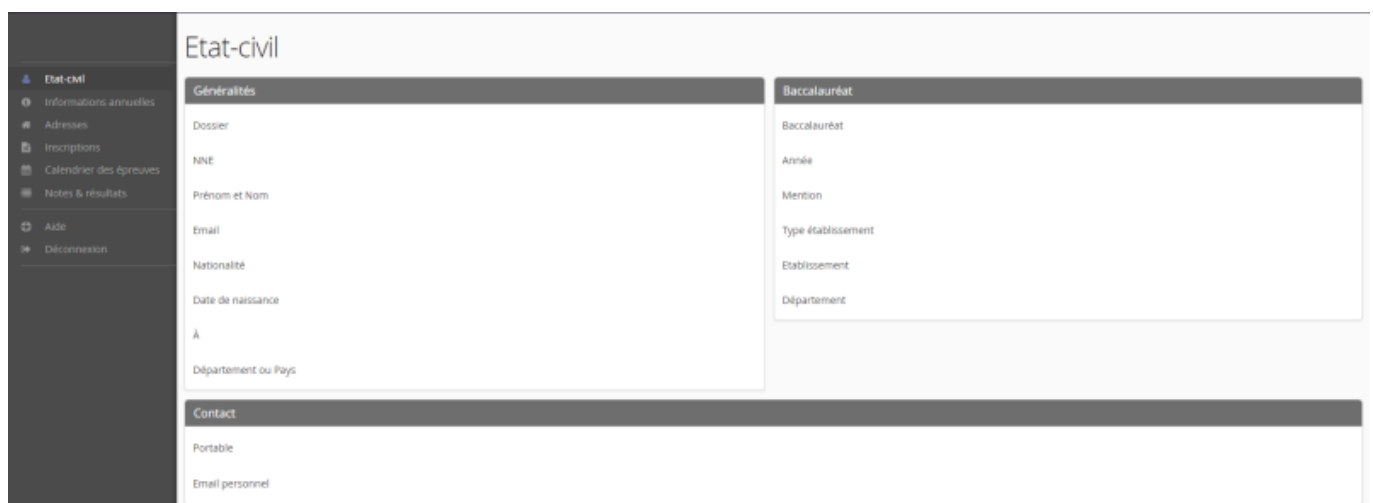 Etat-civil
Informations annuelles
Adresses
Inscriptions
Calendrier des épreuves
Notes & résultats
Aide
Déconnexion
Etat-civil
Généralités
Dossier
NNE
Prénom et Nom
Email
Nationalité
Date de naissance
À
Département ou Pays
Baccalauréat
Baccalauréat
Année
Mention
Type établissement
Etablissement
Département
Contact
Portable
Email personnel